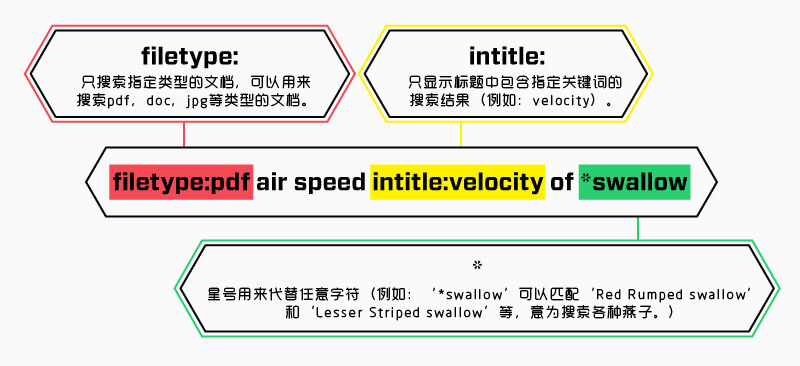 filetype:
只搜索指定类型的文档，可以用来
搜索pdf，doc，jpg等类型的文档。
intitle:
只显示标题中包含指定关键词的
搜索结果（例如：velocity）。
filetype:pdf air speed intitle:velocity of *swallow
*
星号用来代替任意字符（例如：‘*swallow’可以匹配‘Red Rumped swallow’
和‘Lesser Striped swallow’等，意为搜索各种燕子。）